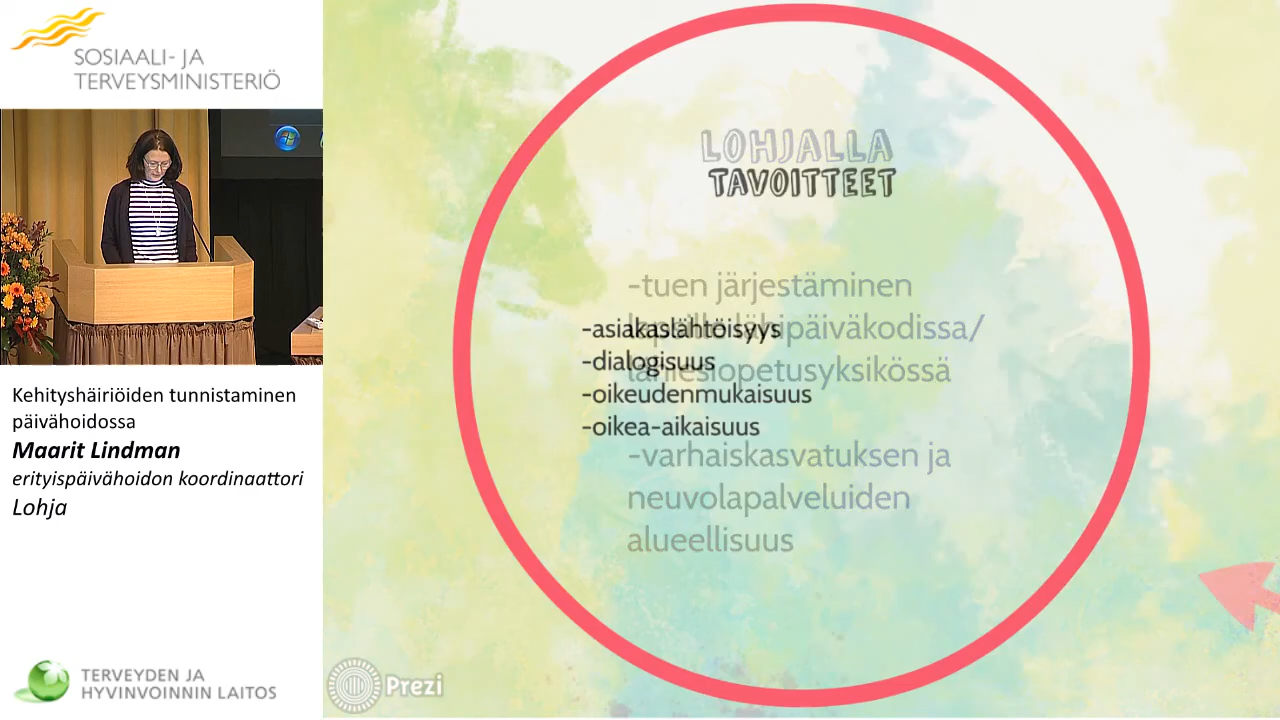 SOSIAALI- JA
TERVEYSMINISTERIÖ
Kehityshäiriöiden tunnistaminen
päivähoidossa
Maarit Lindman
erityispäivähoidon koordinaattori
Lohja
TERVEYDEN JA
HYVINVOINNIN LAITOS
LOHJALLA
TAVOITTEET
-tuen järjestäminen
-asiakaslähtöisyys
-dialogisuus
-oikeudenmukaisuus
-oikea-aikaisuus
-varhaiskasvatuksen ja
neuvolapalveluiden
alueellisuus
Prezi